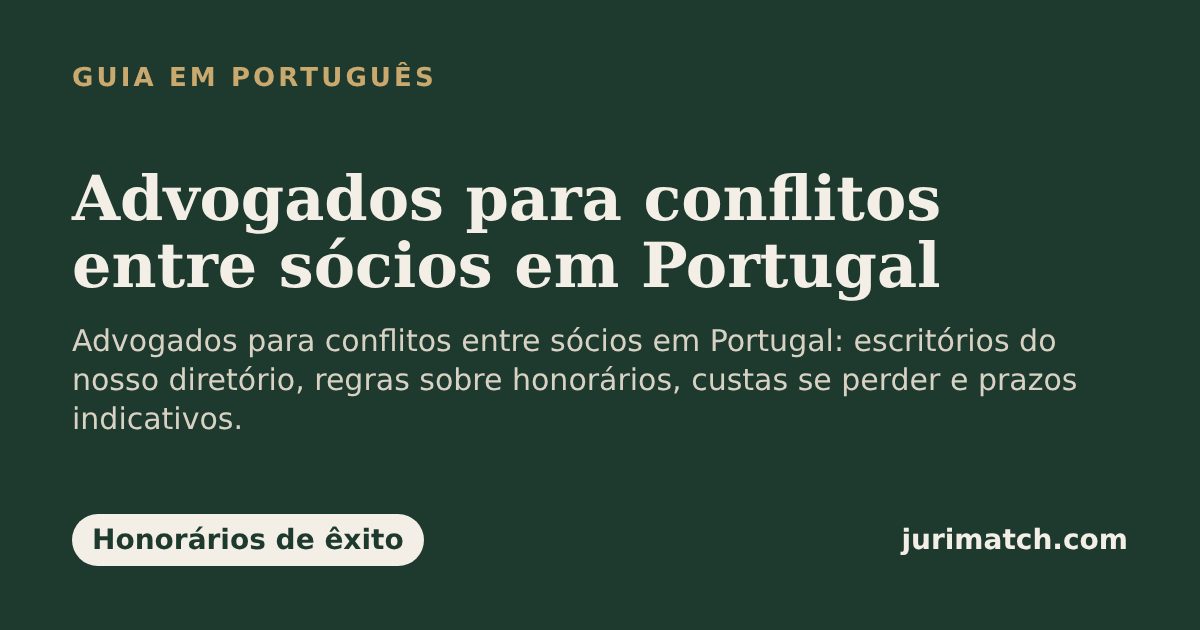 GUIA EM PORTUGUÊS
Advogados para conflitos
entre sócios em Portugal
Advogados para conflitos entre sócios em Portugal: escritórios do
nosso diretório, regras sobre honorários, custas se perder e prazos
indicativos.
Honorários de êxito
jurimatch.com